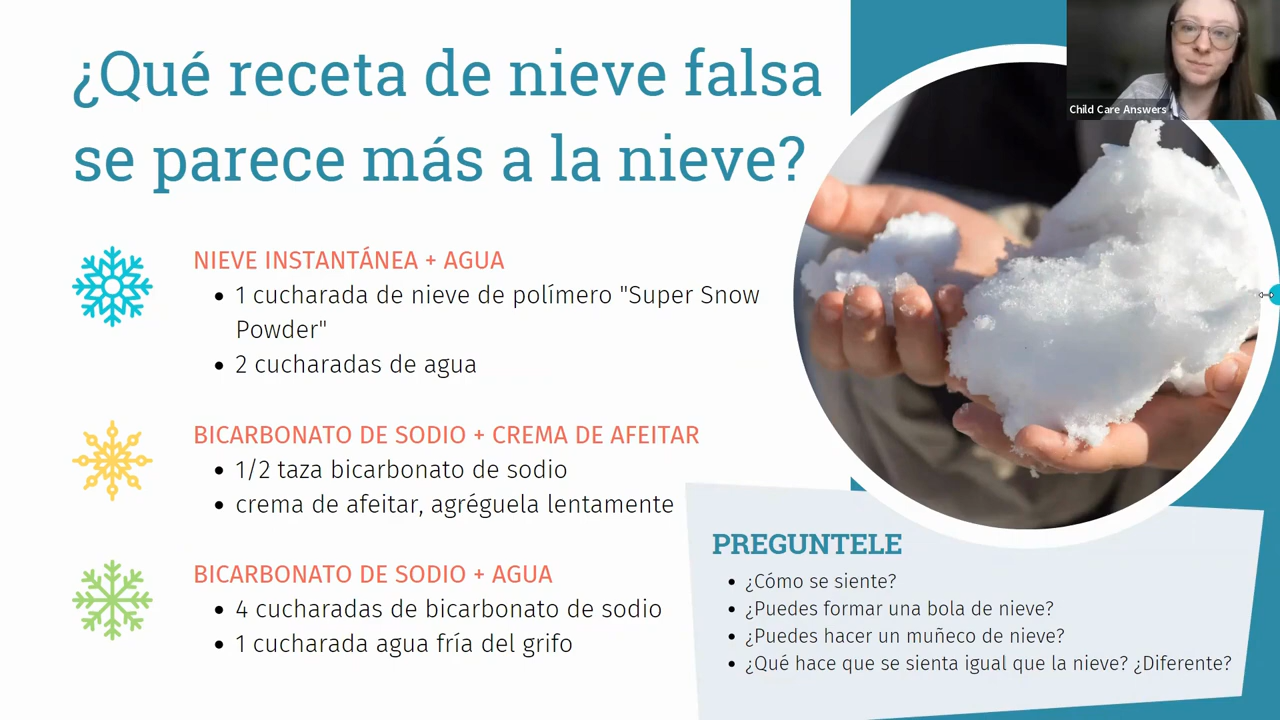 ¿Qué receta de nieve falsa
se parece más a la nieve?
Child Care Answers
NIEVE INSTANTÁNEA + AGUA
• 1 cucharada de nieve de polímero "Super Snow
Powder"
• 2 cucharadas de agua
BICARBONATO DE SODIO + CREMA DE AFEITAR
• 1/2 taza bicarbonato de sodio
• crema de afeitar, agréguela lentamente
BICARBONATO DE SODIO + AGUA
• 4 cucharadas de bicarbonato de sodio
• 1 cucharada agua fría del grifo
PREGUNTELE
• ¿Cómo se siente?
• ¿Puedes formar una bola de nieve?
• ¿Puedes hacer un muñeco de nieve?
• ¿Qué hace que se sienta igual que la nieve? ¿Diferente?